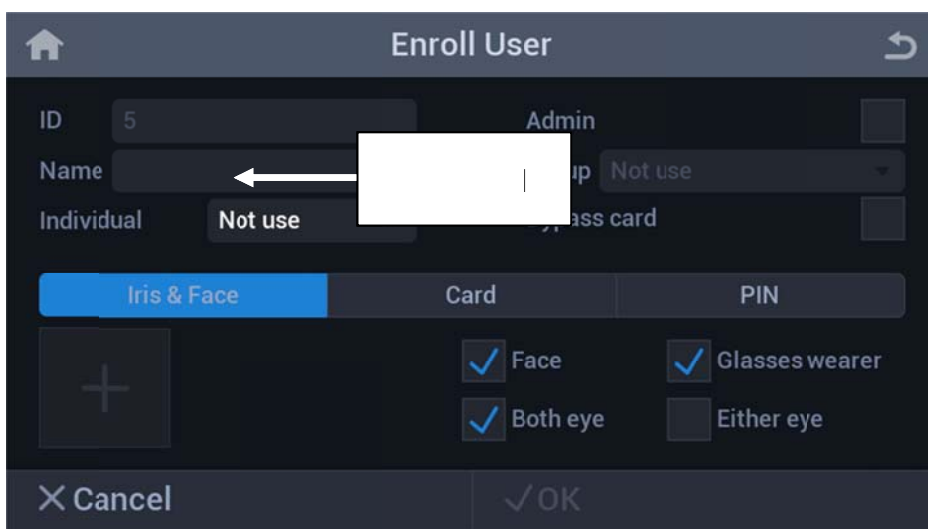 Enroll User
ID 5 Admin
Name Not use
Individual Not use card
Iris & Face Card PIN
Face Glasses wearer
Both eye Either eye
Cancel OK